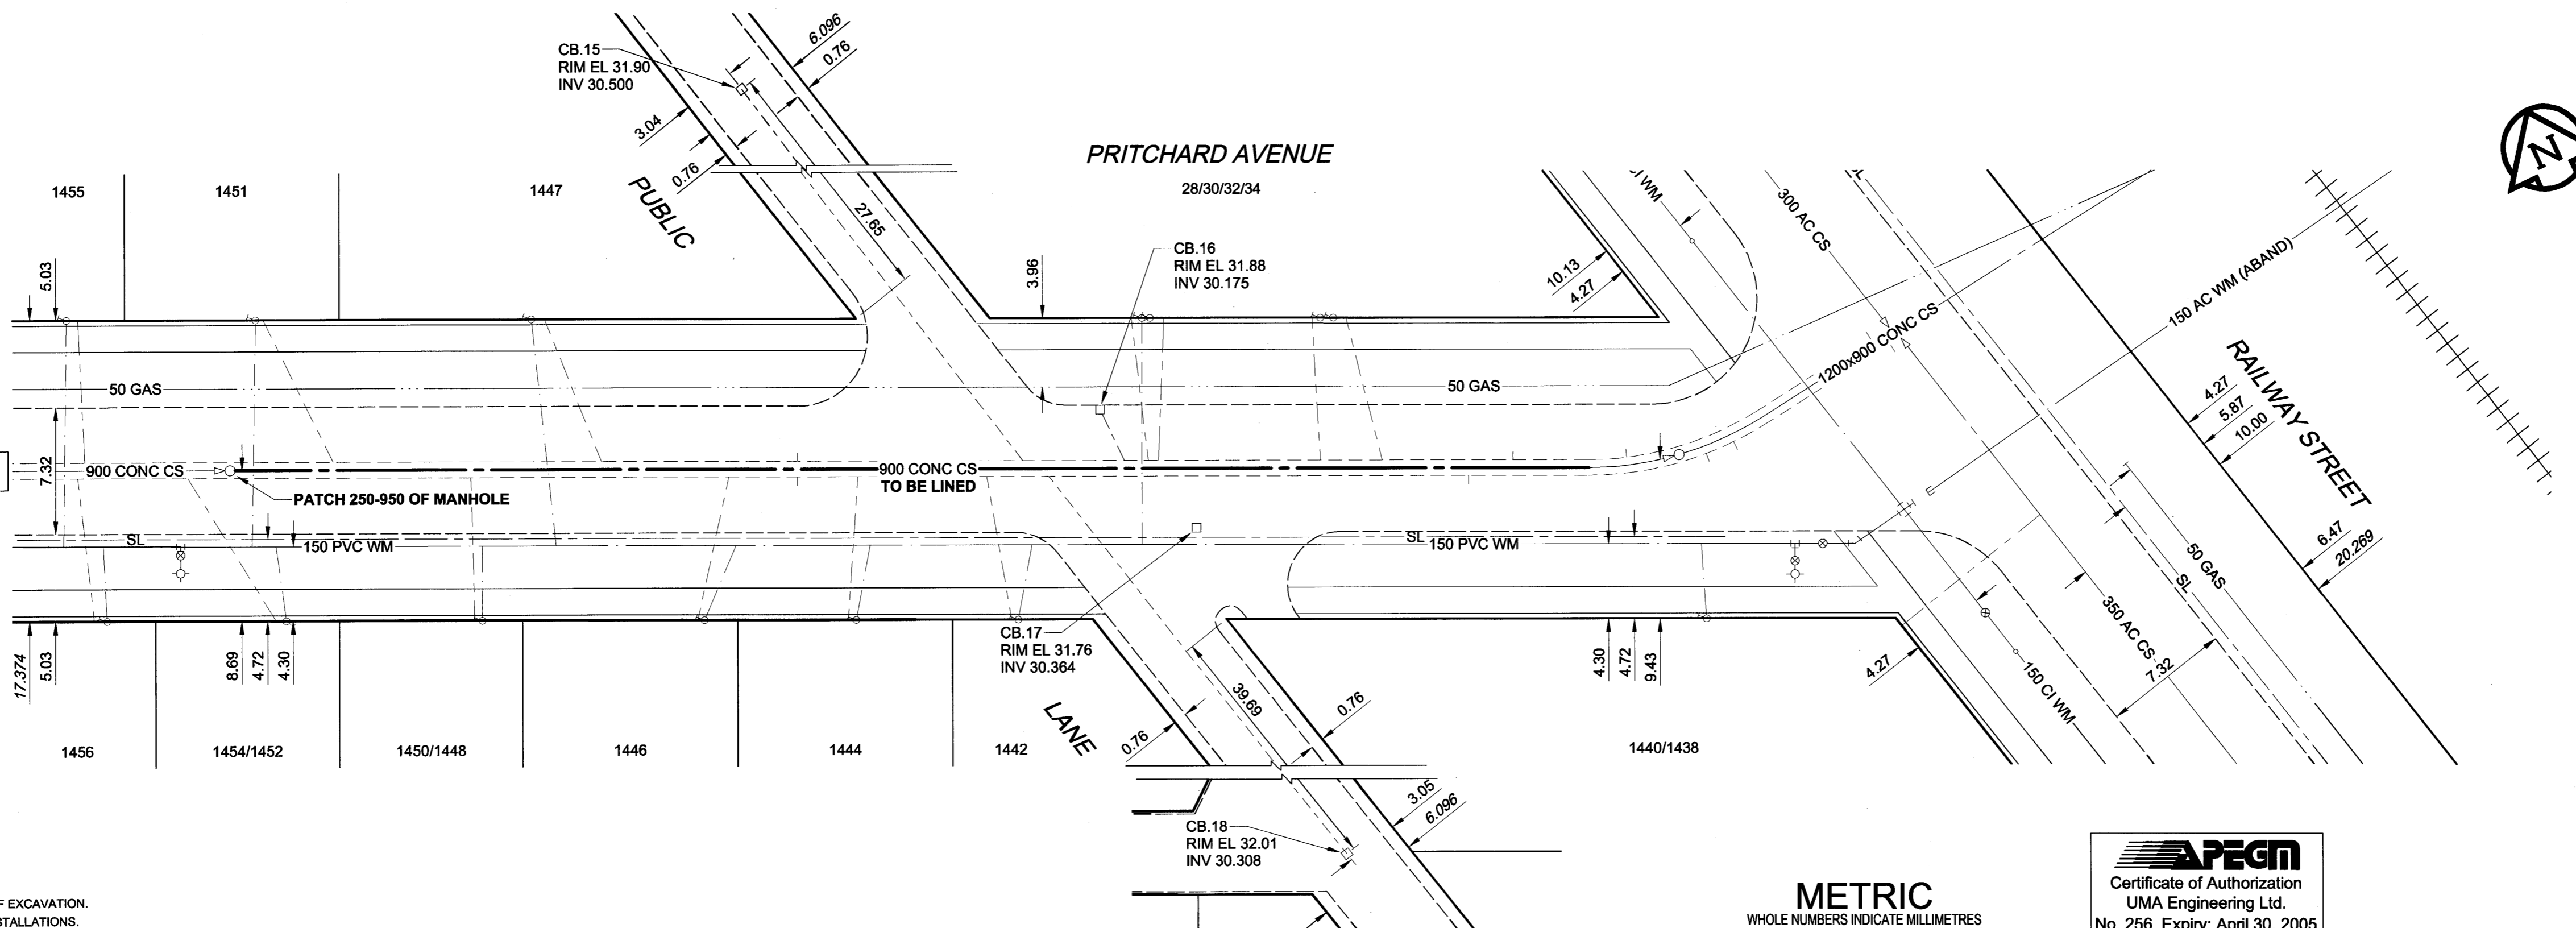 CB.15
RIM EL 31.90
INV 30.500
6.096
0.76
3.04
0.76
PUBLIC
27.65
PRITCHARD AVENUE
28/30/32/34
N
1455
1451
1447
5.03
3.96
CB.16
RIM EL 31.88
INV 30.175
10.13
4.27
CI WM
300 AC CS
1200x900 CONC CS
150 AC WM (ABAND)
RAILWAY STREET
4.27
5.87
10.00
50 GAS
50 GAS
7.32
900 CONC CS
PATCH 250-950 OF MANHOLE
900 CONC CS
TO BE LINED
SL
150 PVC WM
SL
150 PVC WM
6.47
20.269
50 GAS
SL
350 AC CS
7.32
150 CI WM
4.27
17.374
5.03
8.69
4.72
4.30
CB.17
RIM EL 31.76
INV 30.364
4.30
4.72
9.43
39.69
0.76
LANE
0.76
1456
1454/1452
1450/1448
1446
1444
1442
1440/1438
3.05
6.096
CB.18
RIM EL 32.01
INV 30.308
EXCAVATION.
METRIC
WHOLE NUMBERS INDICATE MILLIMETRES
APEGM
Certificate of Authorization
UMA Engineering Ltd.
No. 256 Expiry: April 30, 2005